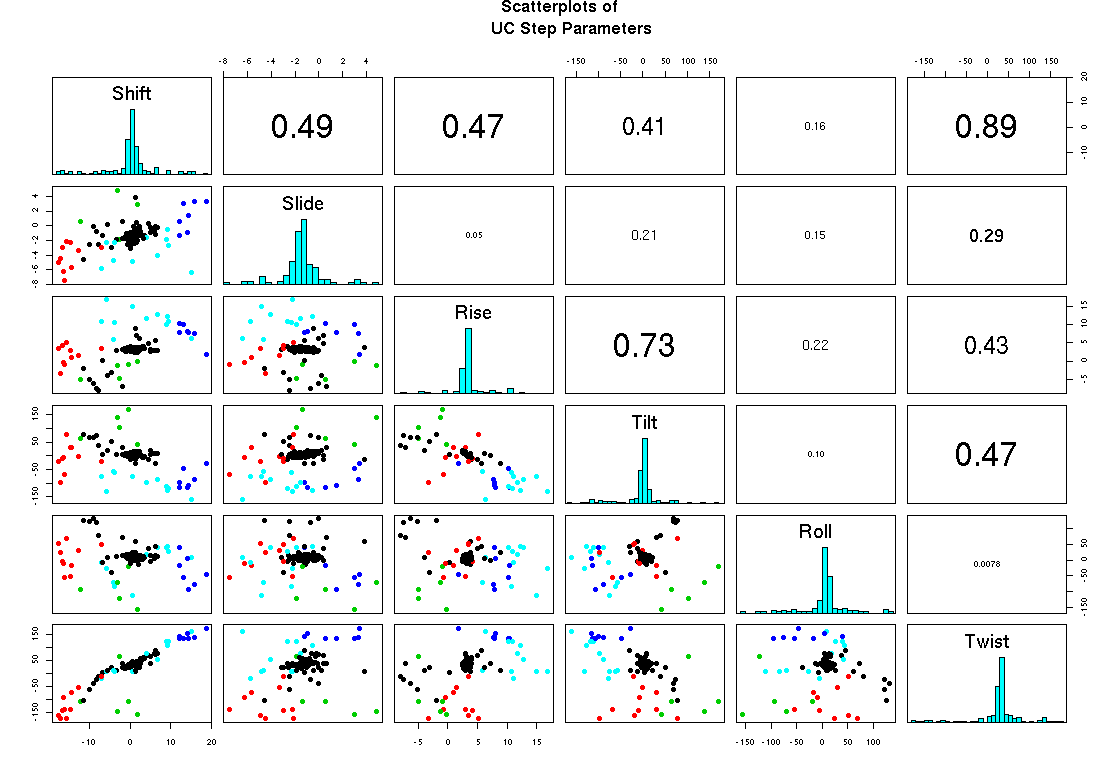 Scatterplots of
UC Step Parameters
-8 -6 -4 -2 0 2 4
-150 -50 50 100 150
-150 -50 0 50 100 150
Shift
0.49
0.47
0.41
0.16
0.89
-10 0 10 20
-8 -6 -4 -2 0 2 4
Slide
0.05
0.21
0.15
0.29
Rise
0.73
0.22
0.43
-5 0 5 10 15
-150 -50 50 150
Tilt
0.10
0.47
Roll
0.0078
-150 -50 50
-150 -50 50 150
Twist
-10 0 10 20
-5 0 5 10 15
-150 -100 -50 0 50 100